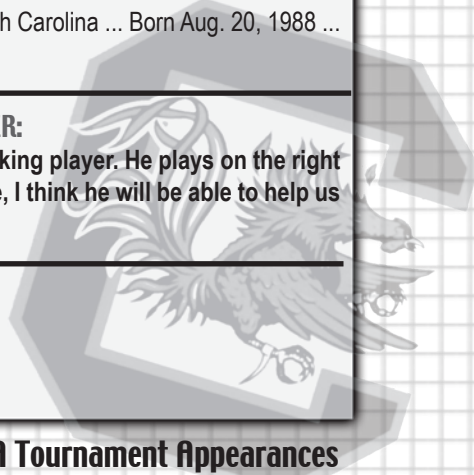 h Carolina ... Born Aug. 20, 1988 ...
R:
king player. He plays on the right
, I think he will be able to help us
Tournament Appearances